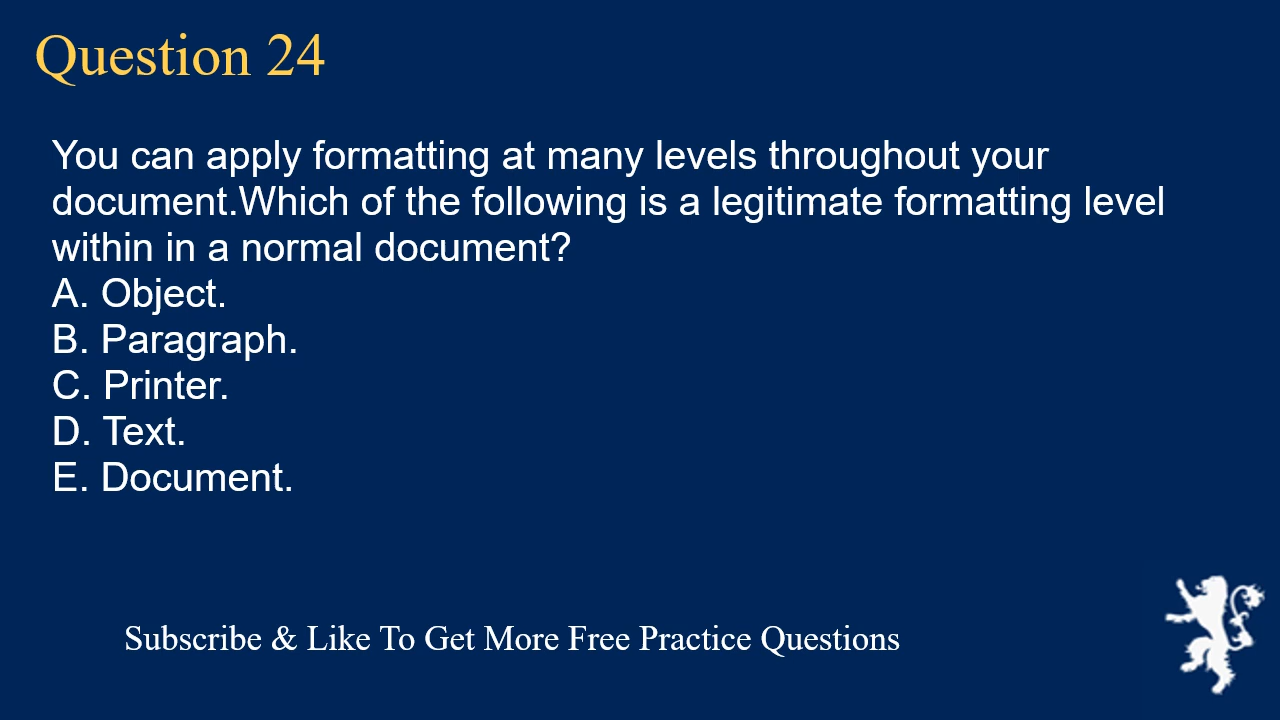 Question 24
You can apply formatting at many levels throughout your
document.Which of the following is a legitimate formatting level
within in a normal document?
A. Object.
B. Paragraph.
C. Printer.
D. Text.
E. Document.
Subscribe & Like To Get More Free Practice Questions